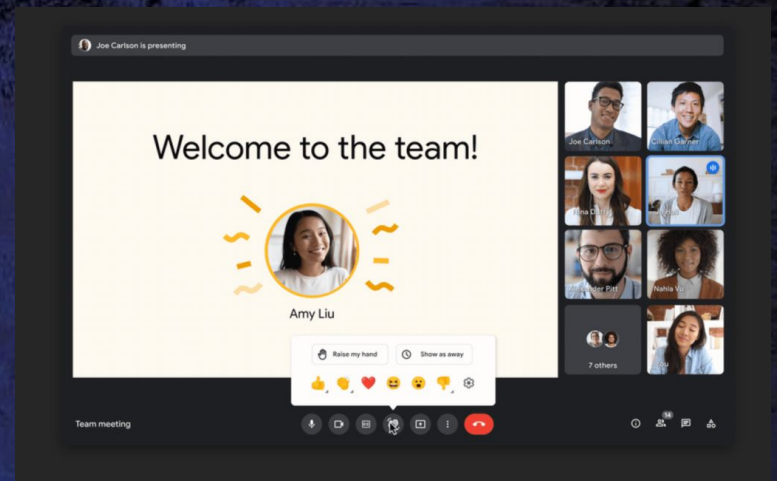 Joe Carlson is presenting
Welcome to the team!
Amy Liu
Joe Carlson
Cillian Garner
Pitt
Nahla Vu
7 others
Raise my hand
Show as away
Team meeting
14